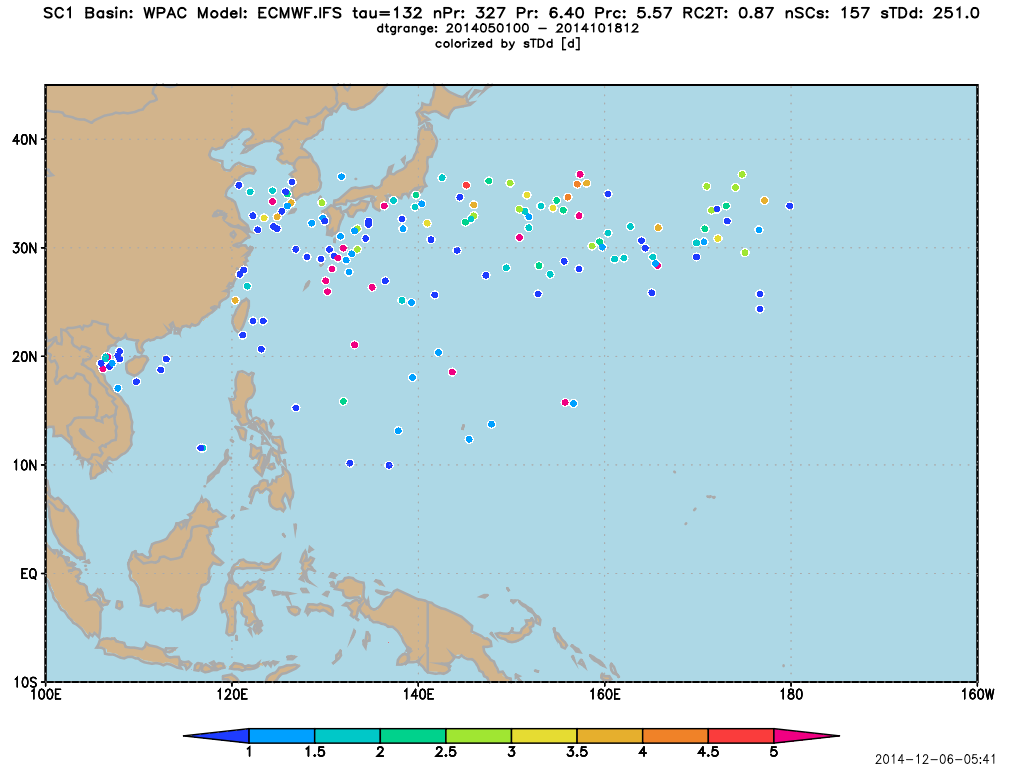 SC1 Basin: WPAC Model: ECMWF.IFS tau=132 nPr: 327 Pr: 6.40 Prc: 5.57 RC2T: 0.87 nSCs: 157 sTDd: 251.0
dtgrange: 2014050100 - 2014101812
colorized by sTDd [d]
40N
30N
20N
10N
EQ
10S
100E 120E 140E 160E 180 160W
1 1.5 2 2.5 3 3.5 4 4.5 5
2014-12-06-05:41